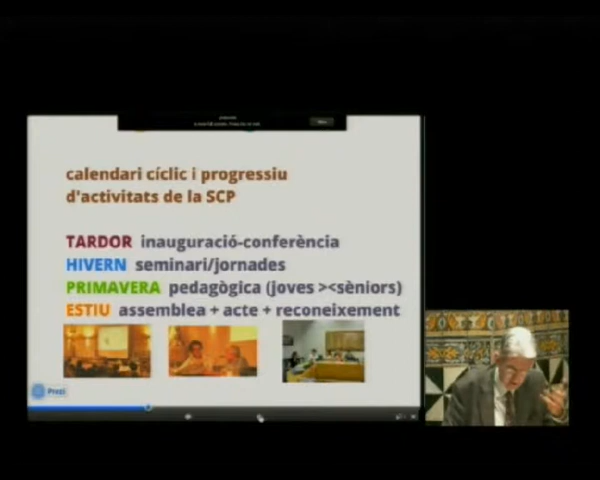 calendari cíclic i progressiu
d'activitats de la SCP
TARDOR inauguració-conferència
HIVERN seminari/jornades
PRIMAVERA pedagògica (joves ><sèniors)
ESTIU assemblea + acte + reconeixement
Prezi